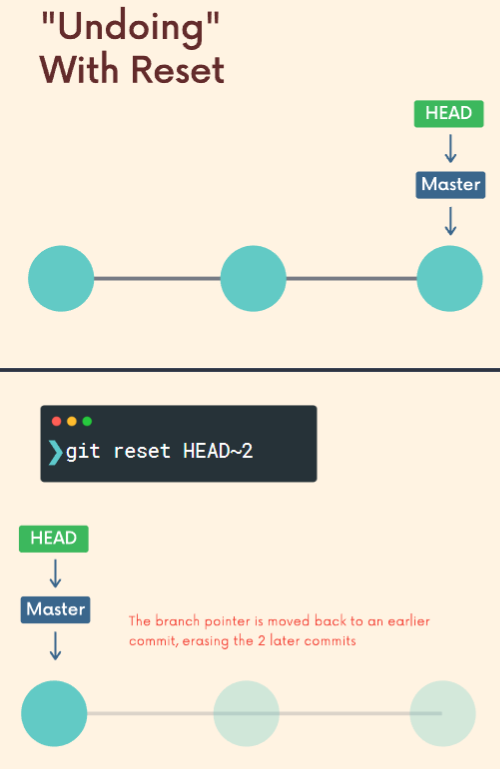 "Undoing"
With Reset
HEAD
Master
❯git reset HEAD~2
HEAD
Master
The branch pointer is moved back to an earlier
commit, erasing the 2 later commits